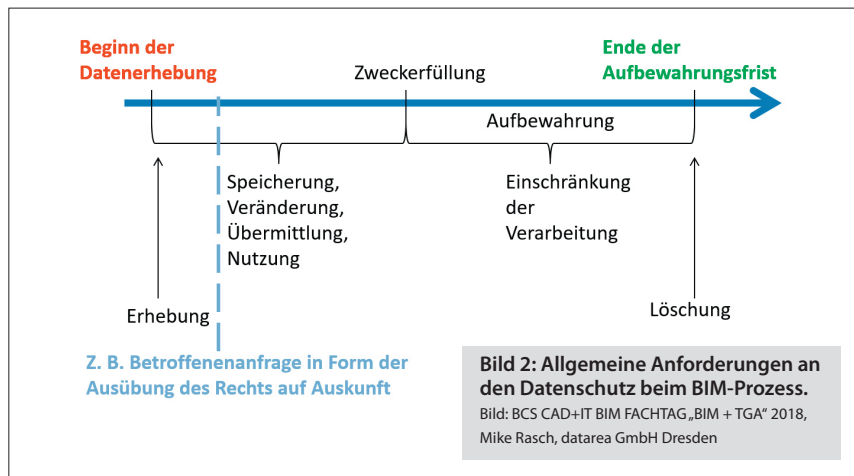 Beginn der
Datenerhebung
Zweckerfüllung
Ende der
Aufbewahrungsfrist
Aufbewahrung
Speicherung,
Veränderung,
Übermittlung,
Nutzung
Einschränkung
der
Verarbeitung
Erhebung
Löschung
Z. B. Betroffenenanfrage in Form der
Ausübung des Rechts auf Auskunft
Bild 2: Allgemeine Anforderungen an
den Datenschutz beim BIM-Prozess.
Bild: BCS CAD+IT BIM FACHTAG „BIM + TGA“ 2018,
Mike Rasch, datarea GmbH Dresden